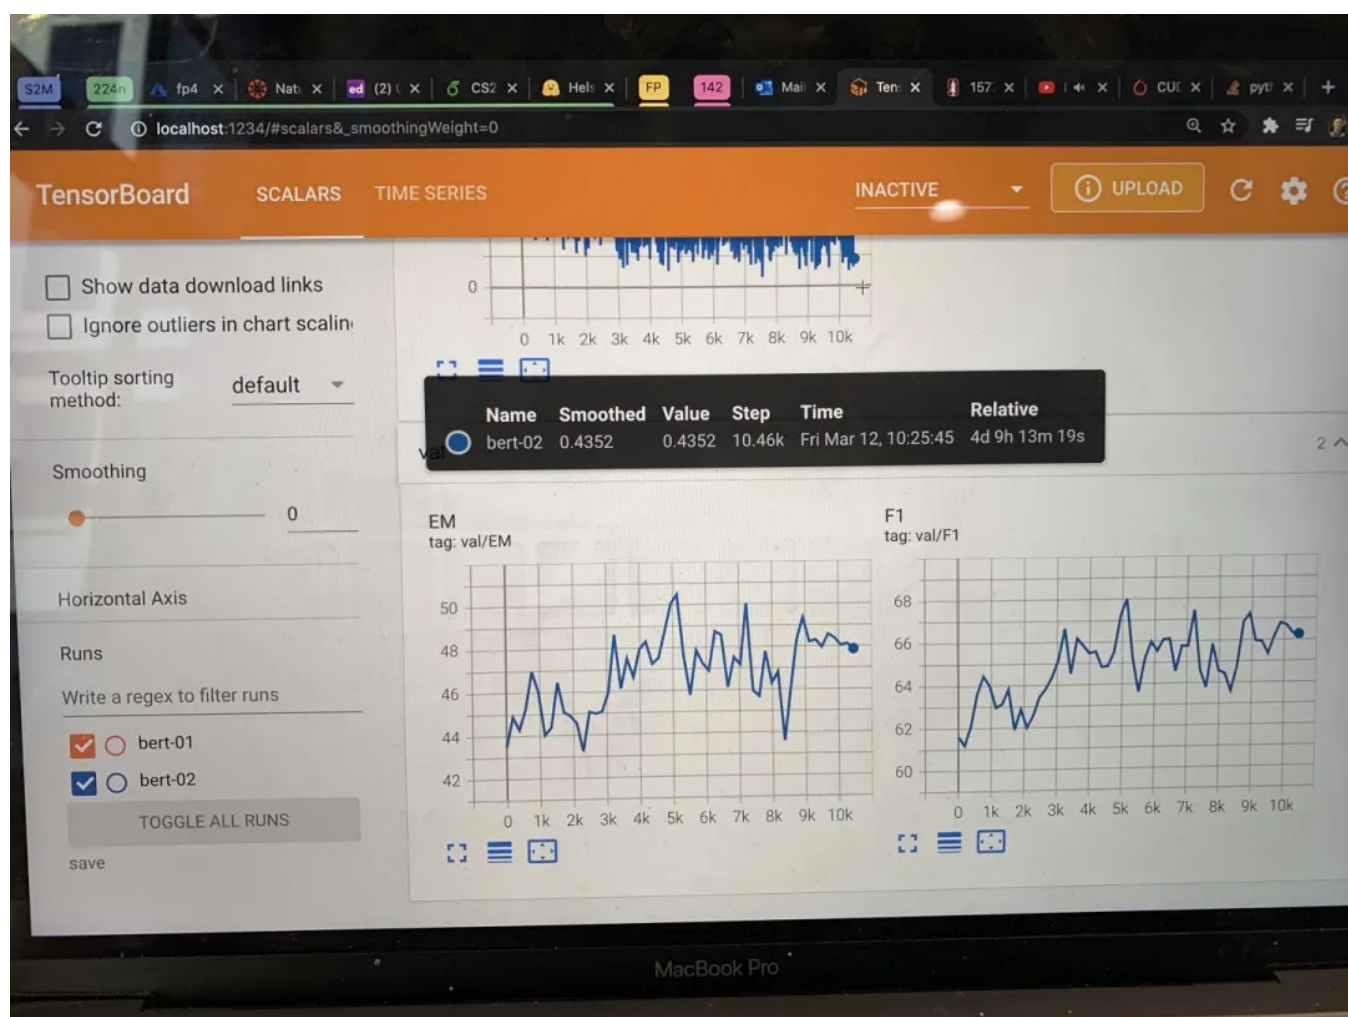 S2M 224n fp4 × Nat × ed (2) × CS2 × Hels × FP 142 Mail × Ten × 157 × × CU × pyt × +
localhost:1234/#scalars&_smoothingWeight=0
TensorBoard SCALARS TIME SERIES INACTIVE UPLOAD
Show data download links
Ignore outliers in chart scalin
Tooltip sorting
method:
default
Smoothing
0
Horizontal Axis
Runs
Write a regex to filter runs
bert-01
bert-02
TOGGLE ALL RUNS
save
0
0 1k 2k 3k 4k 5k 6k 7k 8k 9k 10k
Name Smoothed Value Step Time Relative
bert-02 0.4352 0.4352 10.46k Fri Mar 12, 10:25:45 4d 9h 13m 19s
val
2
EM
tag: val/EM
50
48
46
44
42
0 1k 2k 3k 4k 5k 6k 7k 8k 9k 10k
F1
tag: val/F1
68
66
64
62
60
0 1k 2k 3k 4k 5k 6k 7k 8k 9k 10k
MacBook Pro